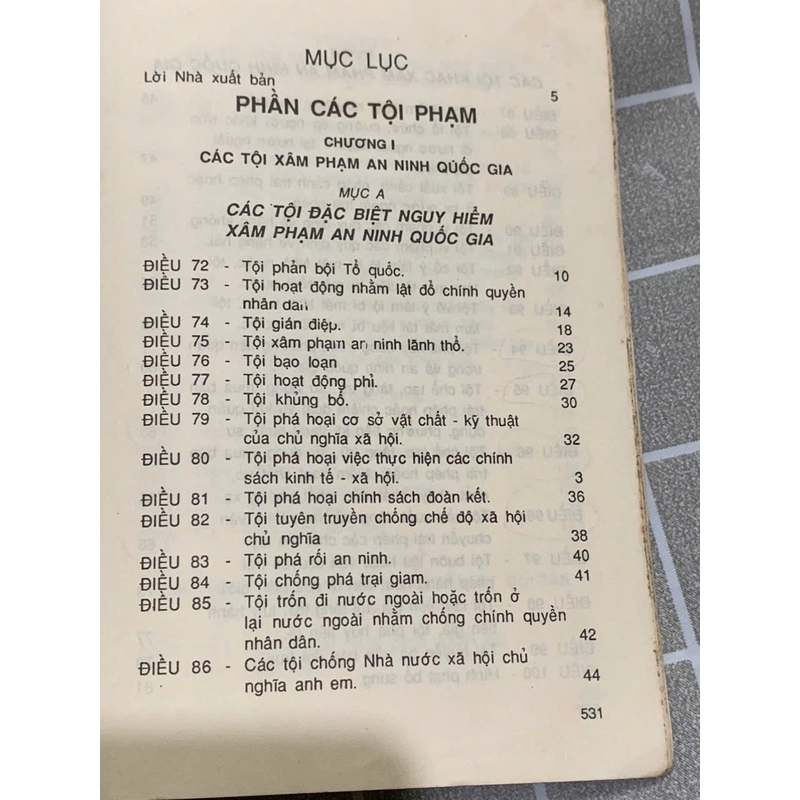 MỤC LỤC
Lời Nhà xuất bản 5
PHẦN CÁC TỘI PHẠM
CHƯƠNG I
CÁC TỘI XÂM PHẠM AN NINH QUỐC GIA
MỤC A
CÁC TỘI ĐẶC BIỆT NGUY HIỂM
XÂM PHẠM AN NINH QUỐC GIA
ĐIỀU 72 - Tội phản bội Tổ quốc. 10
ĐIỀU 73 - Tội hoạt động nhằm lật đổ chính quyền
nhân dan 14
ĐIỀU 74 - Tội gián điệp. 18
ĐIỀU 75 - Tội xâm phạm an ninh lãnh thổ. 23
ĐIỀU 76 - Tội bạo loạn 25
ĐIỀU 77 - Tội hoạt động phỉ. 27
ĐIỀU 78 - Tội khủng bố. 30
ĐIỀU 79 - Tội phá hoại cơ sở vật chất - kỹ thuật
của chủ nghĩa xã hội. 32
ĐIỀU 80 - Tội phá hoại việc thực hiện các chính
sách kinh tế - xã hội. 3
ĐIỀU 81 - Tội phá hoại chính sách đoàn kết. 36
ĐIỀU 82 - Tội tuyên truyền chống chế độ xã hội
chủ nghĩa 38
ĐIỀU 83 - Tội phá rối an ninh. 40
ĐIỀU 84 - Tội chống phá trại giam. 41
ĐIỀU 85 - Tội trốn đi nước ngoài hoặc trốn ở
lại nước ngoài nhằm chống chính quyền
nhân dân. 42
ĐIỀU 86 - Các tội chống Nhà nước xã hội chủ
nghĩa anh em. 44
531